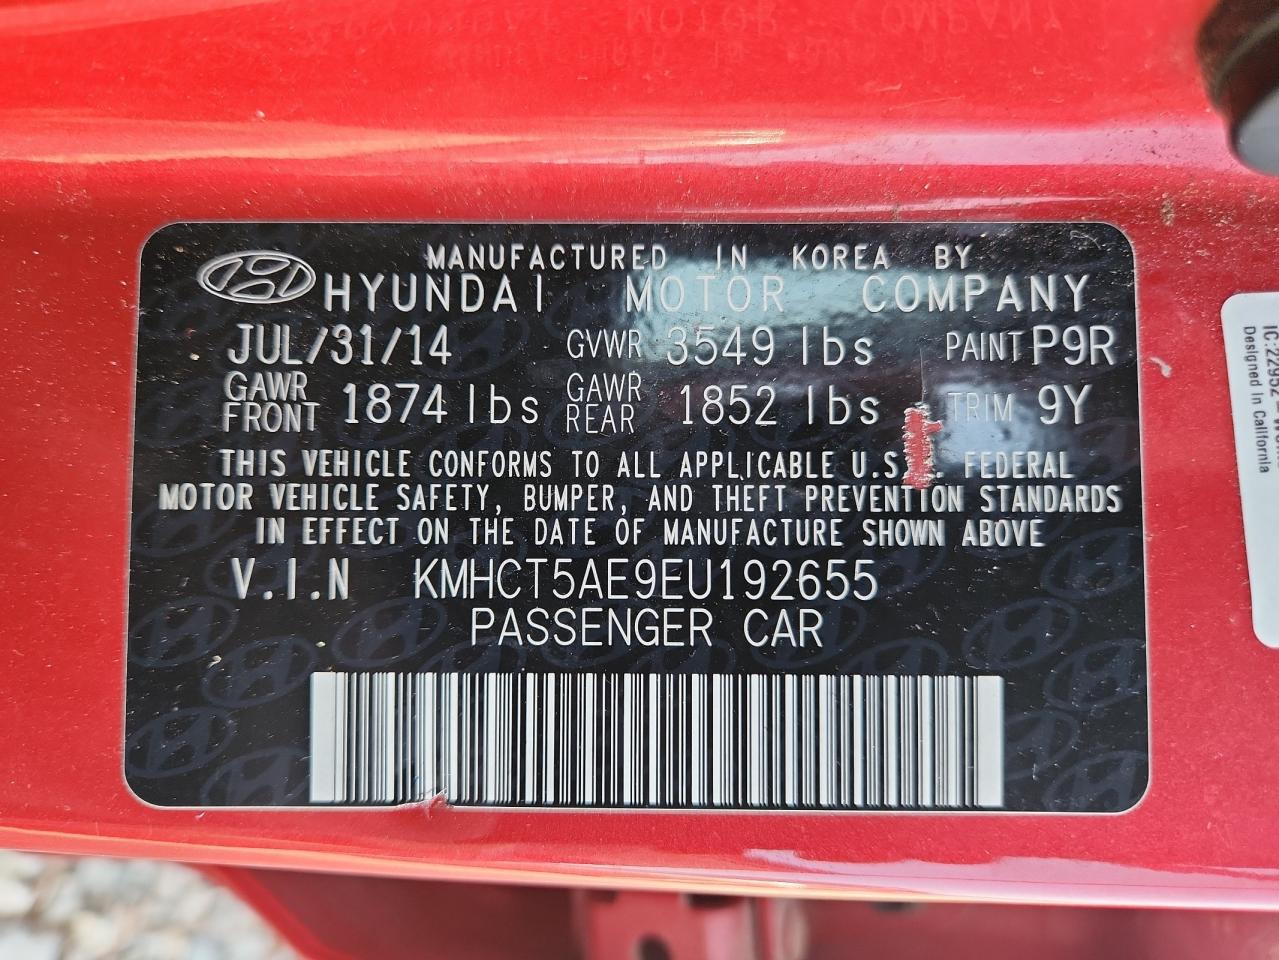 MANUFACTURED IN KOREA BY
HYUNDAI MOTOR COMPANY
JUL/31/14 GVWR 3549 lbs PAINT P9R
GAWR FRONT 1874 lbs GAWR REAR 1852 lbs TRIM 9Y
THIS VEHICLE CONFORMS TO ALL APPLICABLE U.S. FEDERAL
MOTOR VEHICLE SAFETY, BUMPER, AND THEFT PREVENTION STANDARDS
IN EFFECT ON THE DATE OF MANUFACTURE SHOWN ABOVE
V.I.N KMHCT5AE9EU192655
PASSENGER CAR
Designed In California